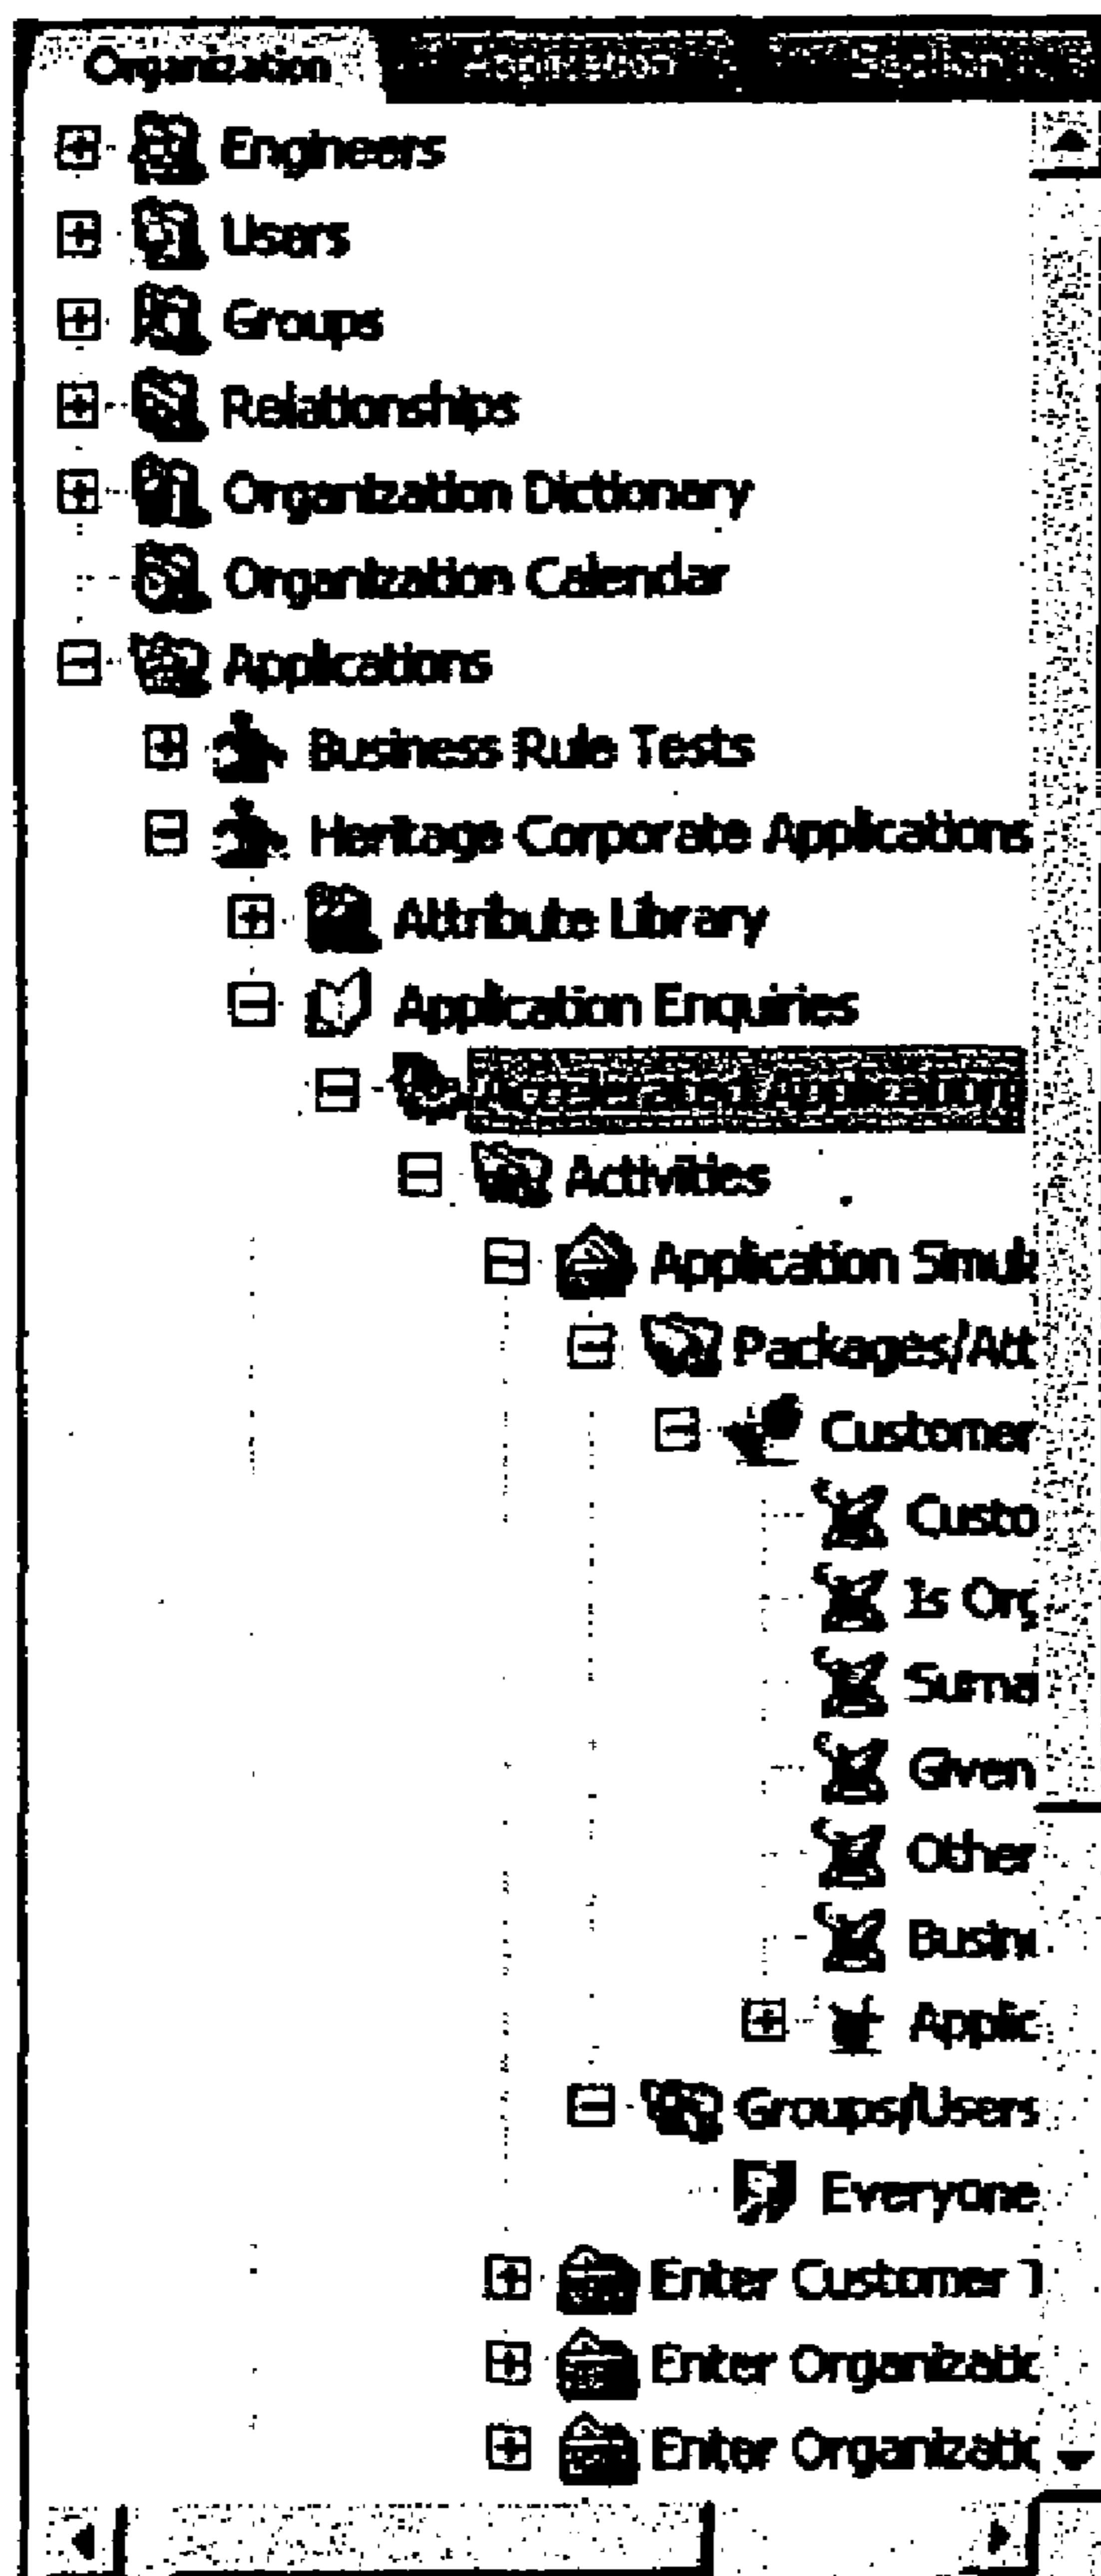 Organization
Engineers
Users
Groups
Relationships
Organization Dictionary
Organization Calendar
Applications
Business Rule Tests
Heritage Corporate Applications
Attribute Library
Application Enquiries
Accelerated Application
Activities
Application Simul
Packages/Att
Customer
Custo
Is Org
Surna
Given
Other
Busin
Applic
Groups/Users
Everyone
Enter Customer T
Enter Organizatic
Enter Organizatic